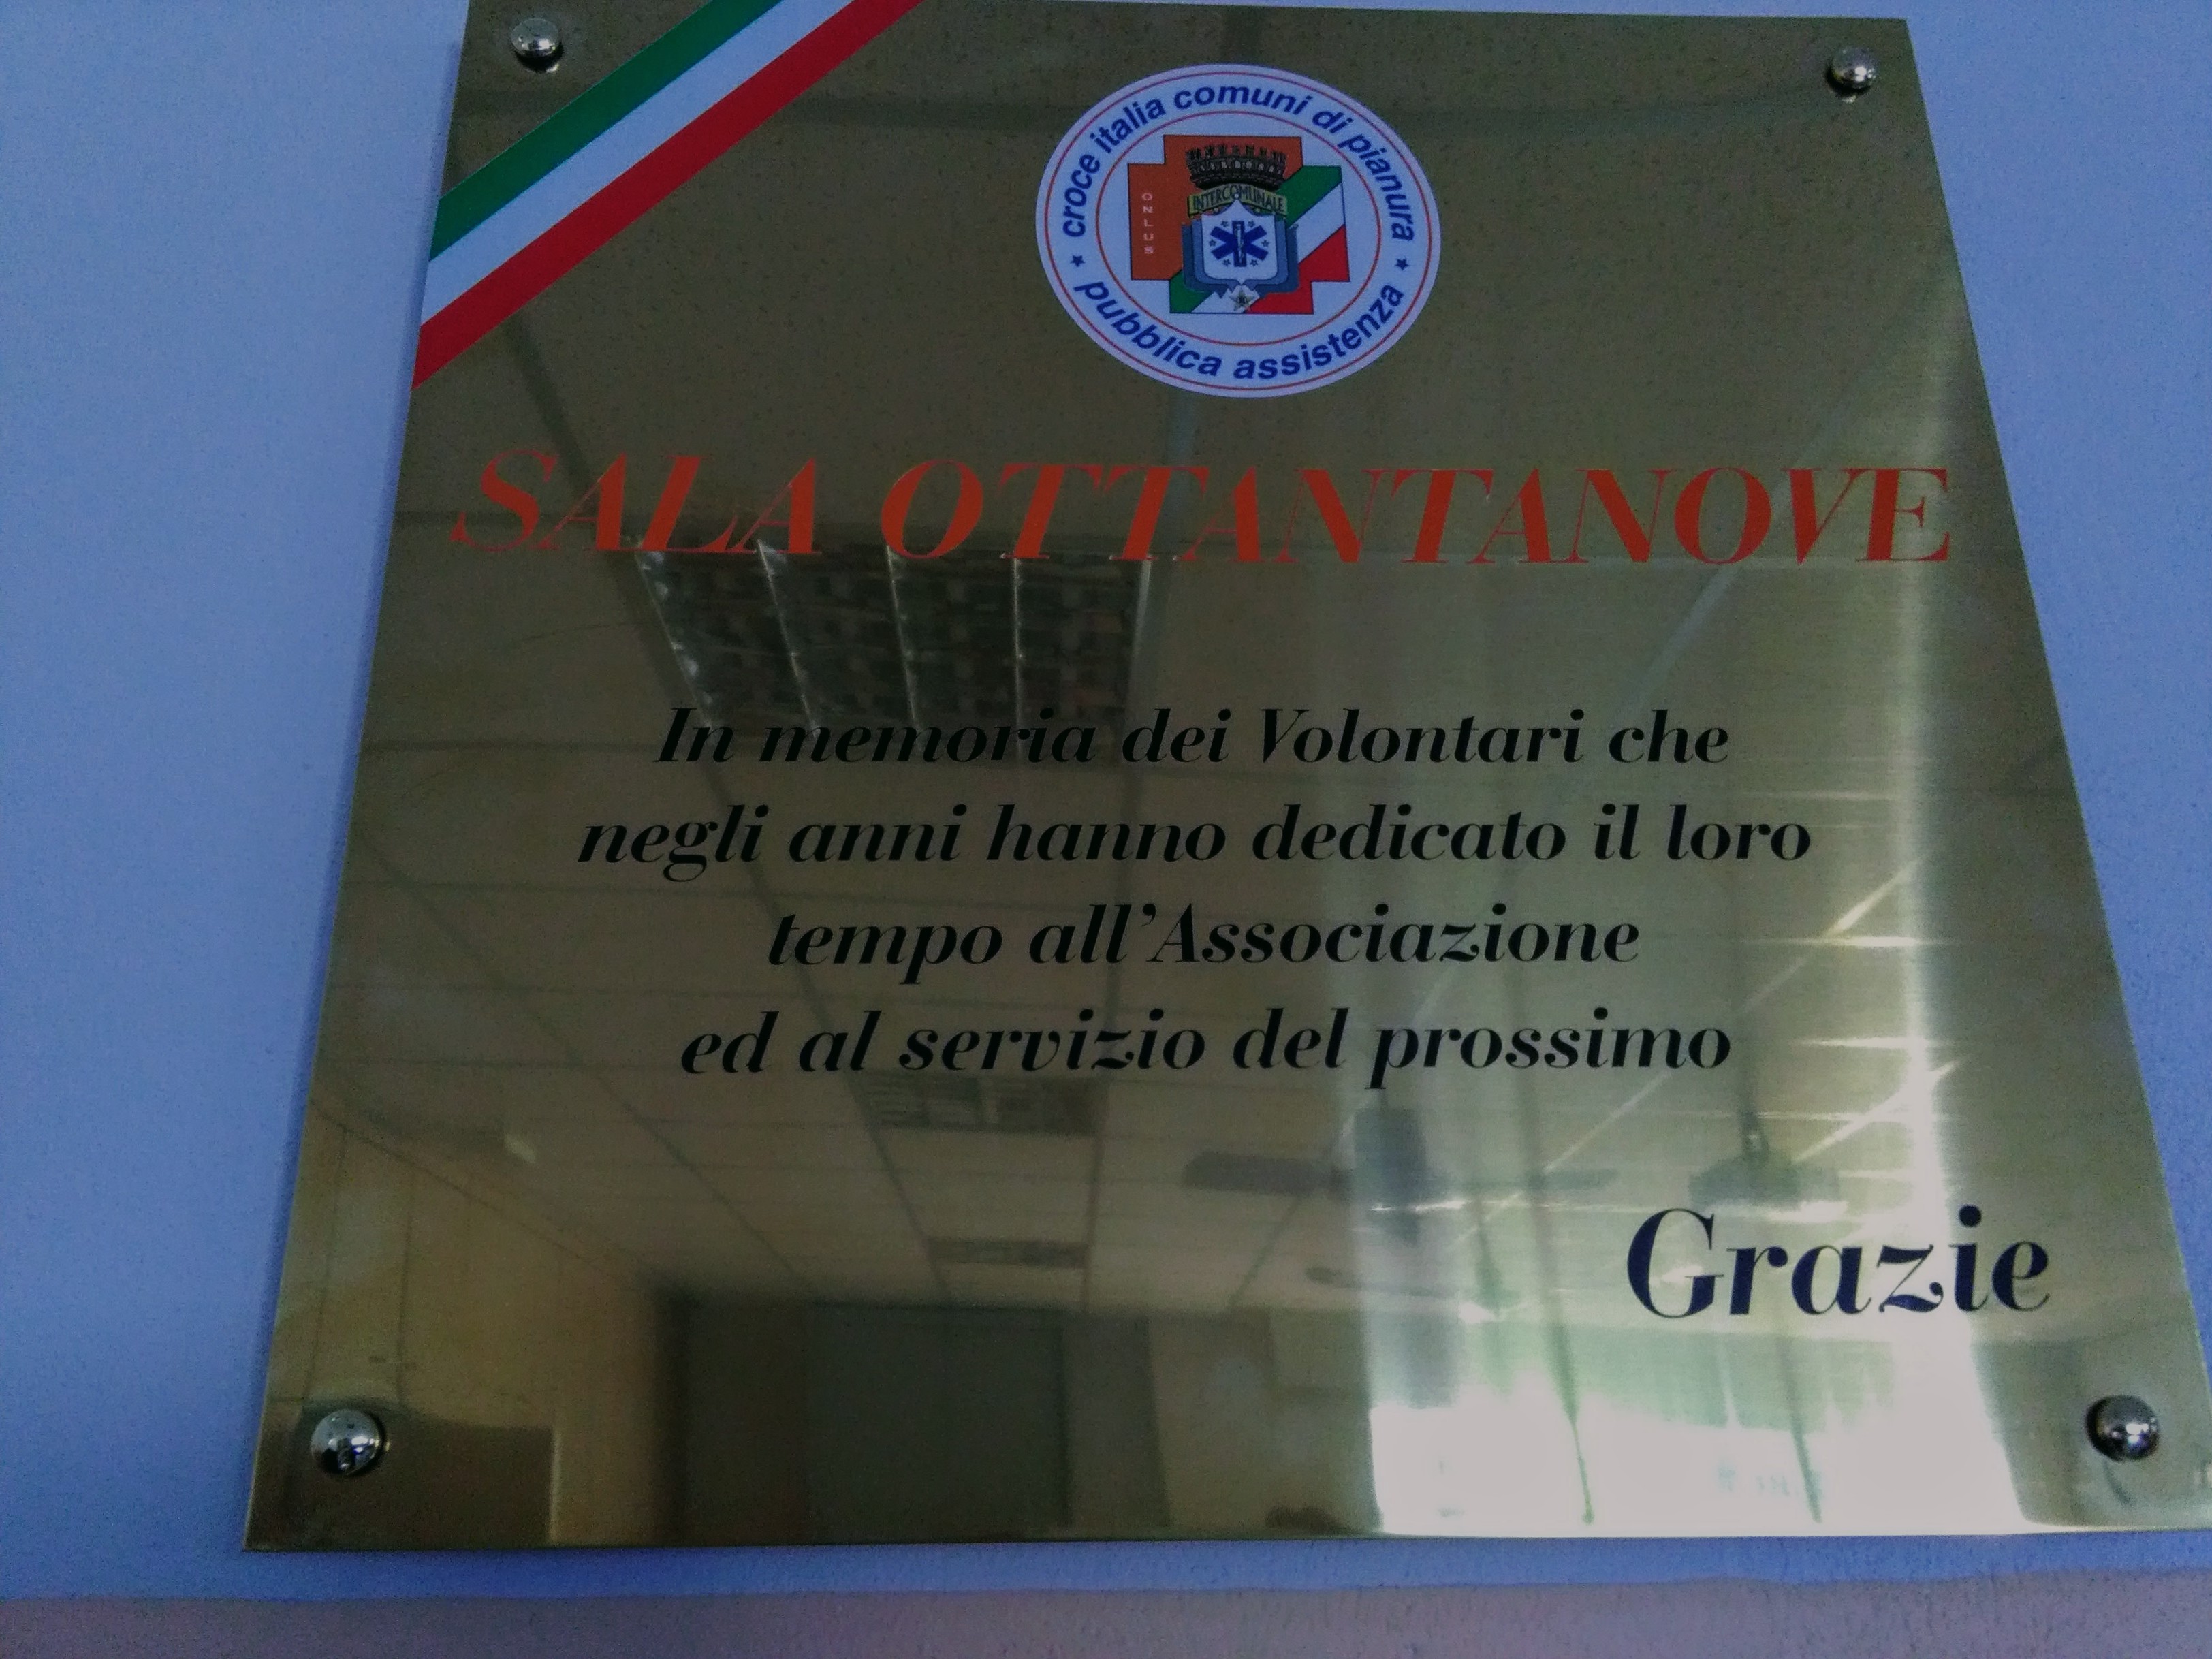 croce italia comuni di pianura
ONLUS
INTERCOMUNALE
pubblica assistenza
SALA OTTANTANOVE
In memoria dei Volontari che
negli anni hanno dedicato il loro
tempo all'Associazione
ed al servizio del prossimo
Grazie